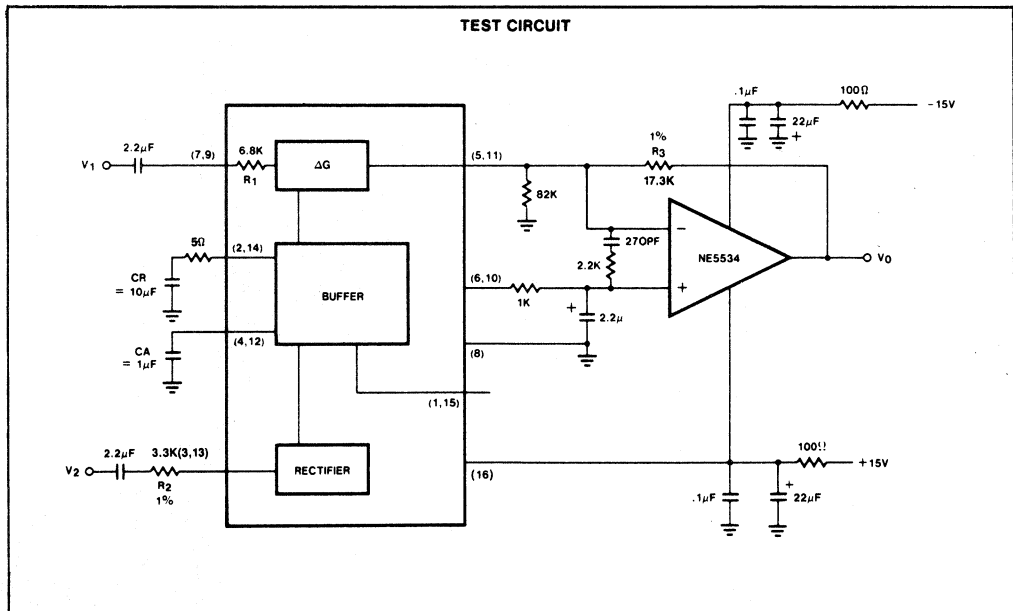 TEST CIRCUIT
.1µF
100Ω
−15V
22µF
+
2.2µF
V1
(7,9)
6.8K
R1
ΔG
(5,11)
1%
R3
17.3K
82K
5Ω
(2,14)
CR
= 10µF
BUFFER
270PF
2.2K
−
NE5534
+
VO
(6,10)
1K
+
2.2µ
(4,12)
CA
= 1µF
(8)
(1,15)
V2
2.2µF
3.3K(3,13)
R2
1%
RECTIFIER
(16)
100Ω
+15V
.1µF
+
22µF